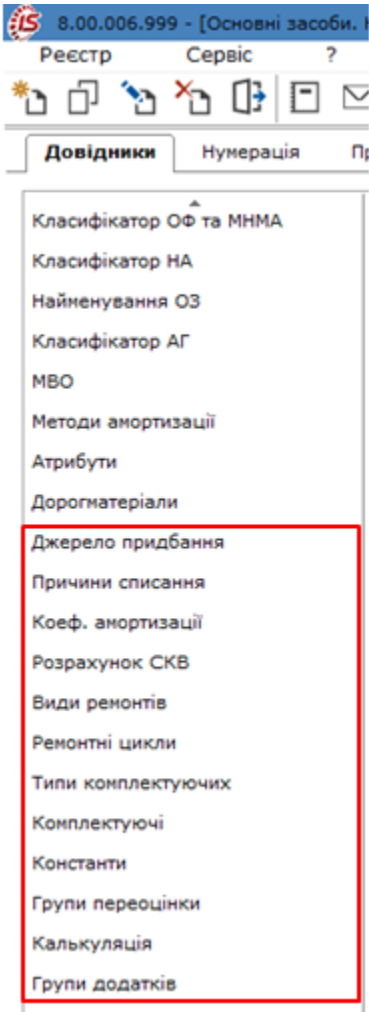 8.00.006.999 - [Основні засоби.
Реєстр Сервіс ?
Довідники Нумерація
Класифікатор ОФ та МНМА
Класифікатор НА
Найменування ОЗ
Класифікатор АГ
МВО
Методи амортизації
Атрибути
Дорогматеріали
Джерело придбання
Причини списання
Коеф. амортизації
Розрахунок СКВ
Види ремонтів
Ремонтні цикли
Типи комплектуючих
Комплектуючі
Константи
Групи переоцінки
Калькуляція
Групи додатків